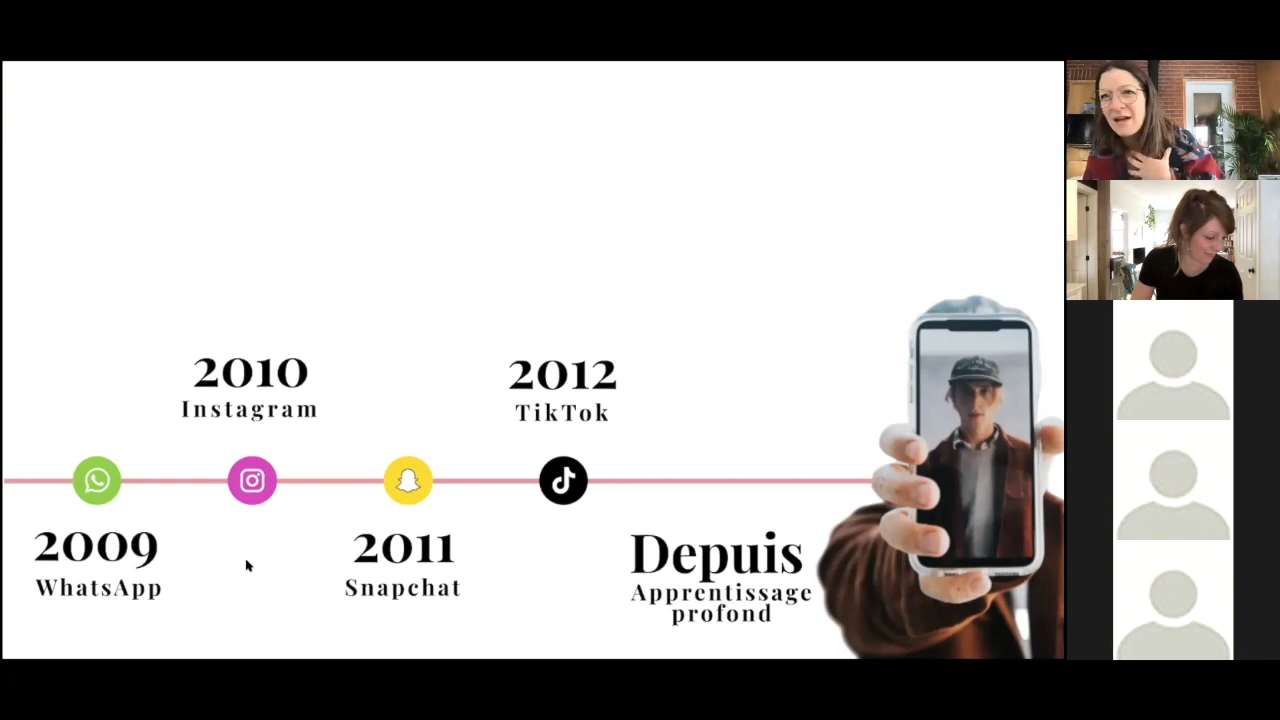 2010
Instagram
2012
TikTok
2009
WhatsApp
2011
Snapchat
Depuis
Apprentissage
profond